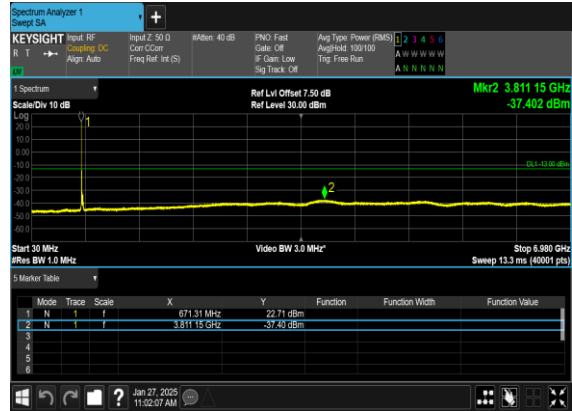 Spectrum Analyzer 1
Swept SA
+
KEYSIGHT Input: RF Input Z: 50 Ω #Atten: 40 dB PNO: Fast Avg Type: Power (RMS) 1 2 3 4 5 6
R T Coupling: DC Corr CCorr Gate: Off Avg|Hold: 100/100 A W W W W W
Align: Auto Freq Ref: Int (S) IF Gain: Low Trig: Free Run
Sig Track: Off A N N N N N
1 Spectrum Ref Lvl Offset 7.50 dB Mkr2 3.811 15 GHz
Scale/Div 10 dB Ref Level 30.00 dBm -37.402 dBm
Log
1
20.0
10.0
0.00
-10.0
DL1 -13.00 dBm
-20.0
2
-30.0
-40.0
-50.0
-60.0
Start 30 MHz Video BW 3.0 MHz* Stop 6.980 GHz
#Res BW 1.0 MHz Sweep 13.3 ms (40001 pts)
5 Marker Table
Mode Trace Scale X Y Function Function Width Function Value
1 N 1 f 671.31 MHz 22.71 dBm
2 N 1 f 3.811 15 GHz -37.40 dBm
3
4
5
6
? Jan 27, 2025
11:02:07 AM